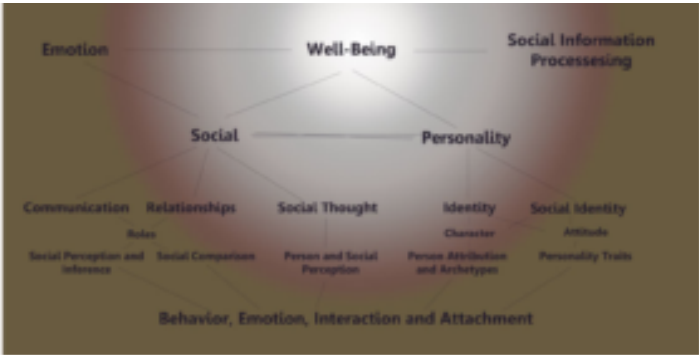 Emotion
Well-Being
Social Information
Processesing
Social
Personality
Communication
Relationships
Social Thought
Identity
Social Identity
Roles
Character
Attitude
Social Perception and
inference
Social Comparison
Person and Social
Perception
Person Attribution
and Archetypes
Personality Traits
Behavior, Emotion, Interaction and Attachment